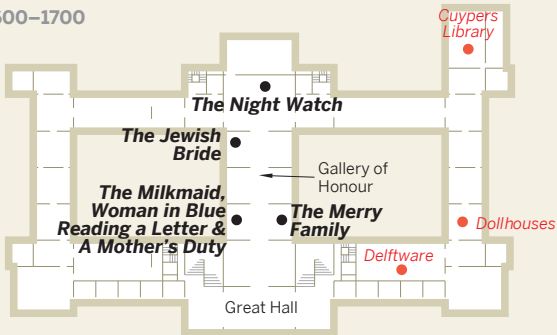 600–1700
Cuypers
Library
The Night Watch
The Jewish
Bride
Gallery of
Honour
The Milkmaid,
Woman in Blue
Reading a Letter &
A Mother's Duty
The Merry
Family
Dollhouses
Delftware
Great Hall